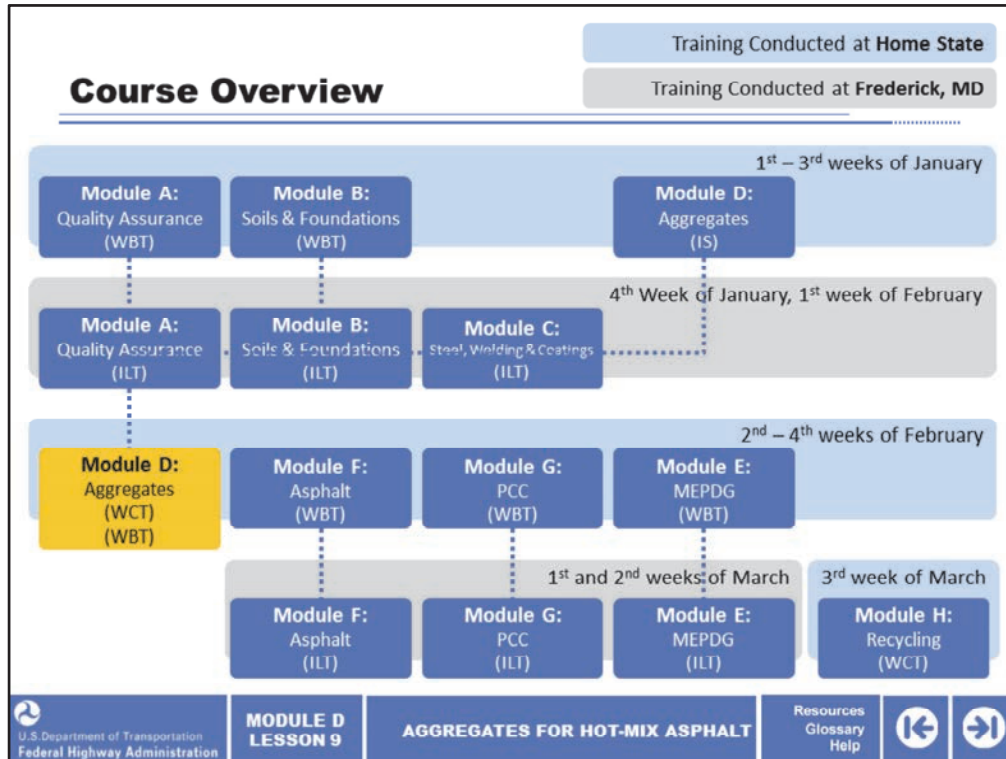 Training Conducted at Home State
Course Overview
Training Conducted at Frederick, MD
1st – 3rd weeks of January
Module A:
Quality Assurance
(WBT)
Module B:
Soils & Foundations
(WBT)
Module D:
Aggregates
(IS)
4th Week of January, 1st week of February
Module A:
Quality Assurance
(ILT)
Module B:
Soils & Foundations
(ILT)
Module C:
Steel, Welding & Coatings
(ILT)
2nd – 4th weeks of February
Module D:
Aggregates
(WCT)
(WBT)
Module F:
Asphalt
(WBT)
Module G:
PCC
(WBT)
Module E:
MEPDG
(WBT)
1st and 2nd weeks of March
3rd week of March
Module F:
Asphalt
(ILT)
Module G:
PCC
(ILT)
Module E:
MEPDG
(ILT)
Module H:
Recycling
(WCT)
U.S.Department of Transportation
Federal Highway Administration
MODULE D
LESSON 9
AGGREGATES FOR HOT-MIX ASPHALT
Resources
Glossary
Help